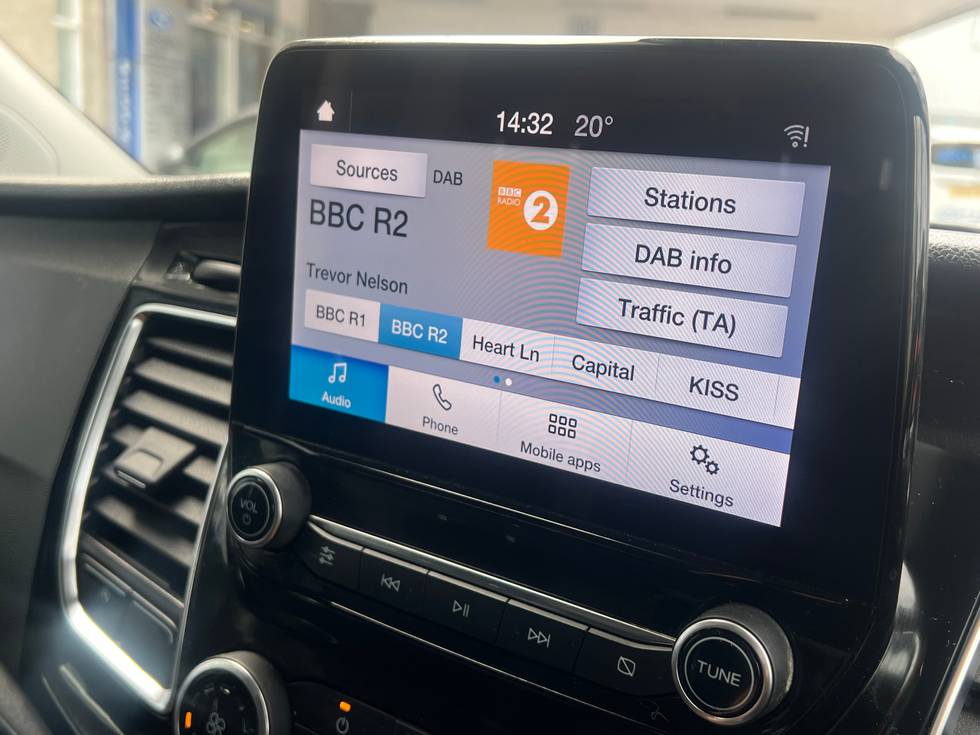 14:32 20°
Sources DAB
BBC
RADIO 2
BBC R2
Trevor Nelson
Stations
DAB info
Traffic (TA)
BBC R1 BBC R2 Heart Ln Capital KISS
Audio Phone Mobile apps Settings
VOL
TUNE